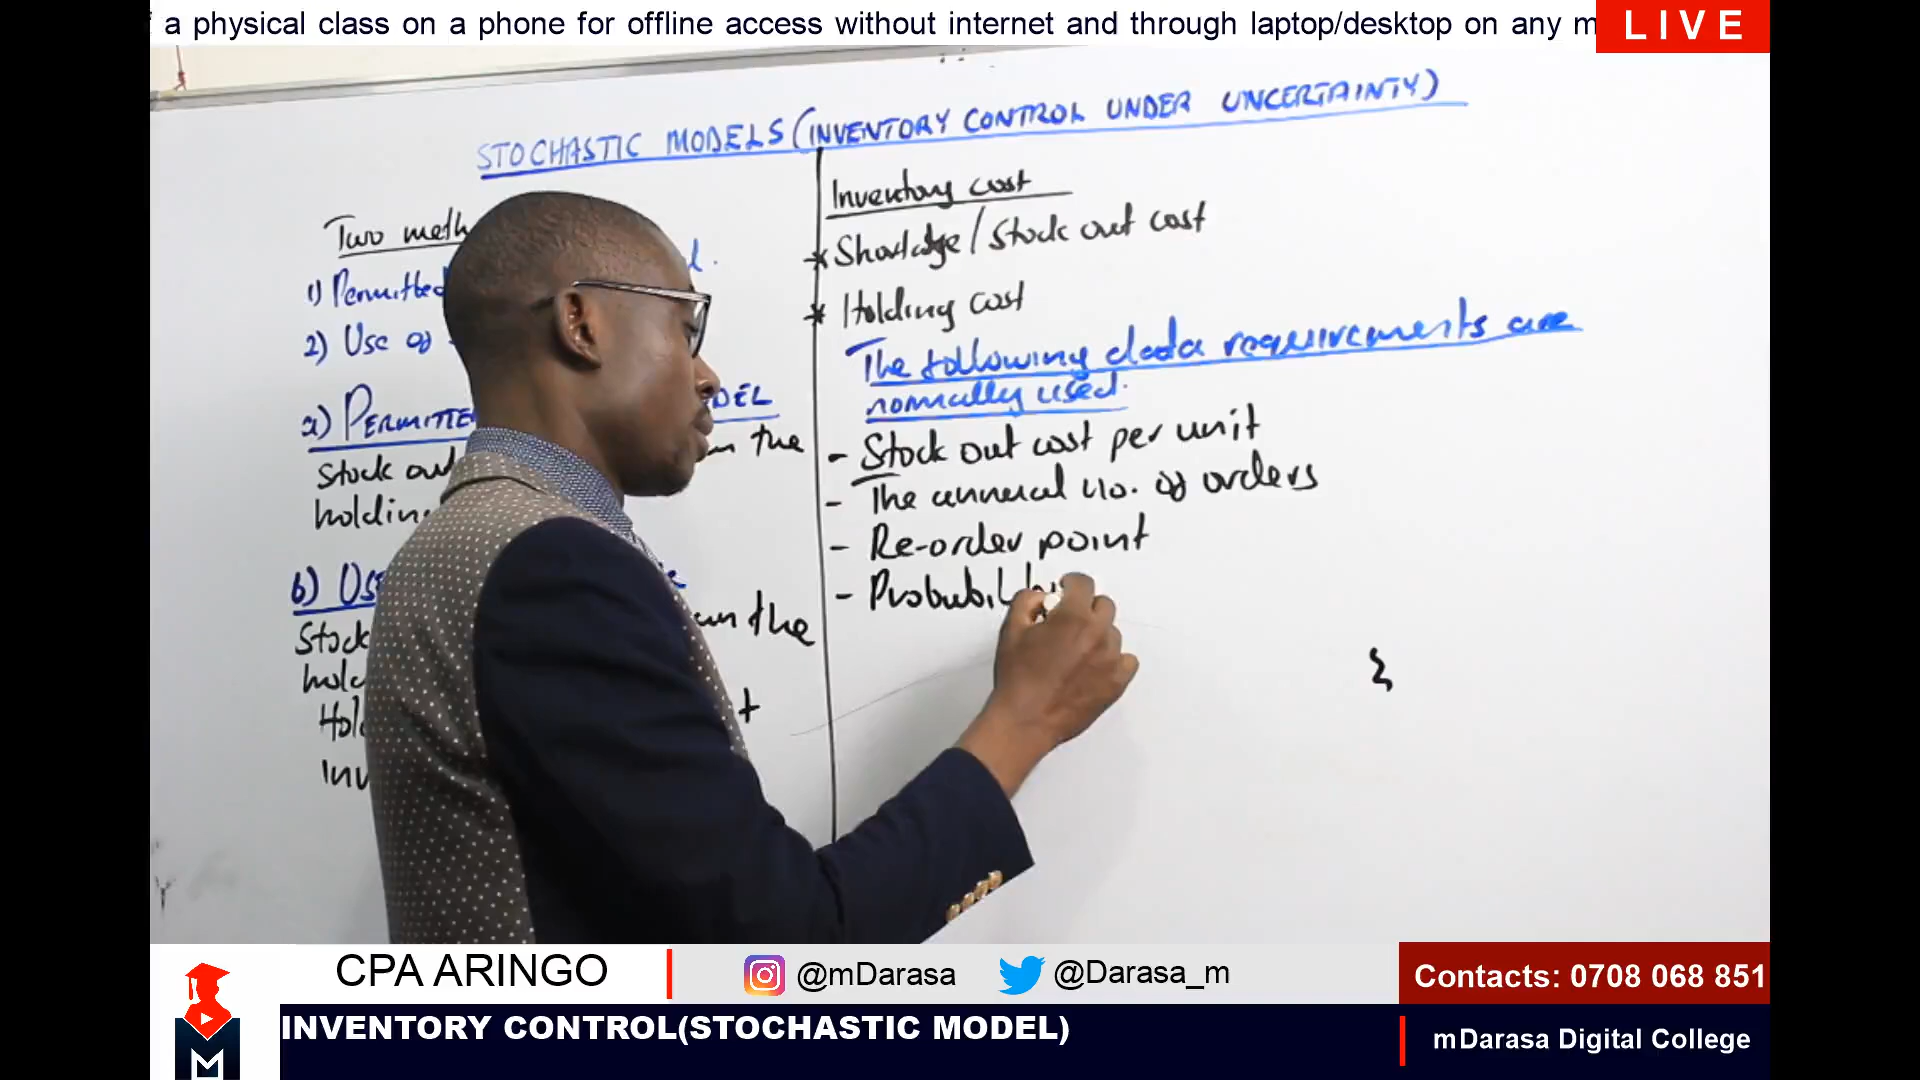 a physical class on a phone for offline access without internet and through laptop/desktop on any m
LIVE
STOCHASTIC MODELS (INVENTORY CONTROL UNDER UNCERTAINTY)
Two meth
1) Permitted
2) Use of
a) PERMITTE DEL
Stock out the
holdin
b) Us
Stock the
hold
Hol t
Inv
Inventory cost
* Shortage/Stock out cost
* Holding cost
The following data requirements are
normally used.
- Stock out cost per unit
- The annual no. of orders
- Re-order point
- Probabili
CPA ARINGO
@mDarasa
@Darasa_m
Contacts: 0708 068 851
M
INVENTORY CONTROL(STOCHASTIC MODEL)
mDarasa Digital College